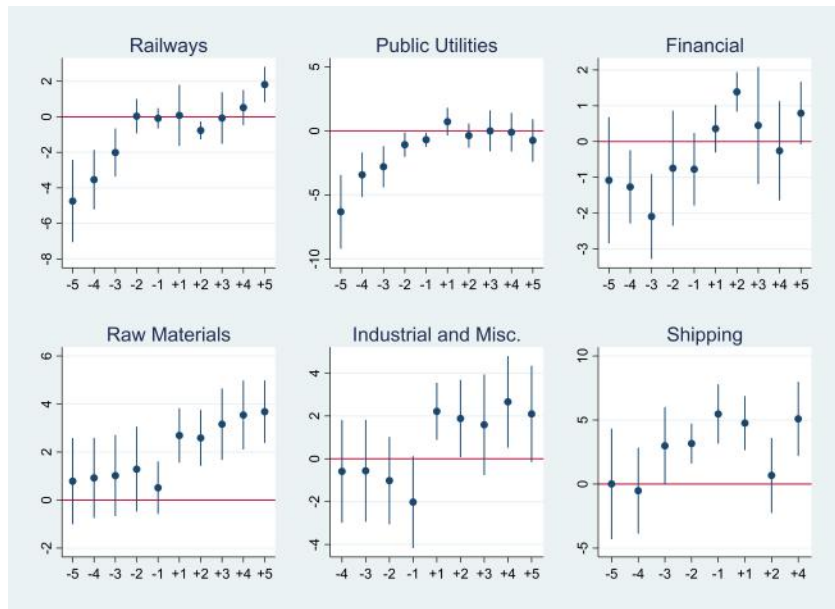 Railways
2
0
-2
-4
-6
-8
-5 -4 -3 -2 -1 +1 +2 +3 +4 +5
Public Utilities
5
0
-5
-10
-5 -4 -3 -2 -1 +1 +2 +3 +4 +5
Financial
2
1
0
-1
-2
-3
-5 -4 -3 -2 -1 +1 +2 +3 +4 +5
Raw Materials
6
4
2
0
-2
-5 -4 -3 -2 -1 +1 +2 +3 +4 +5
Industrial and Misc.
4
2
0
-2
-4
-4 -3 -2 -1 +1 +2 +3 +4 +5
Shipping
10
5
0
-5
-5 -4 -3 -2 -1 +1 +2 +4